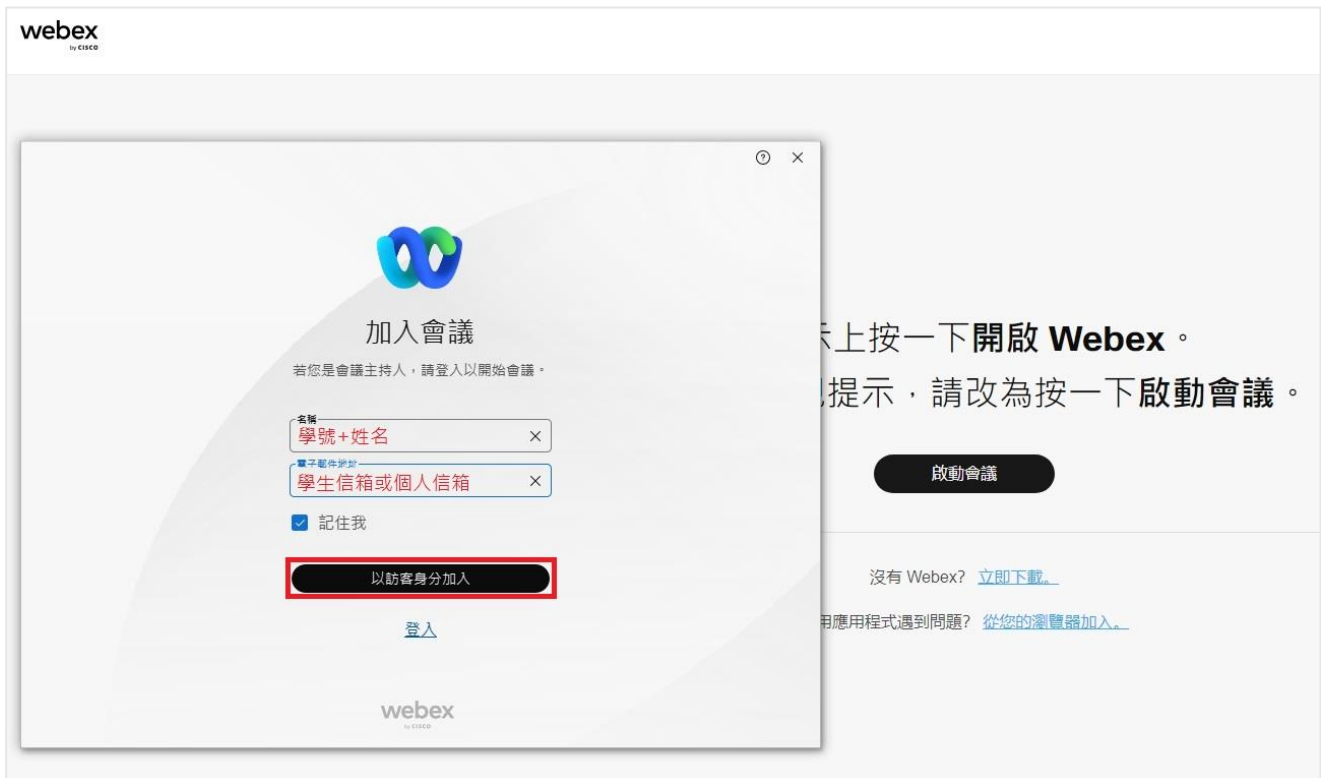 webex
by CISCO
加入會議
若您是會議主持人，請登入以開始會議。
名稱
學號+姓名
電子郵件地址
學生信箱或個人信箱
記住我
以訪客身分加入
登入
webex
by CISCO
示上按一下開啟 Webex。
提示，請改為按一下啟動會議。
啟動會議
沒有 Webex? 立即下載。
用應用程式遇到問題? 從您的瀏覽器加入。